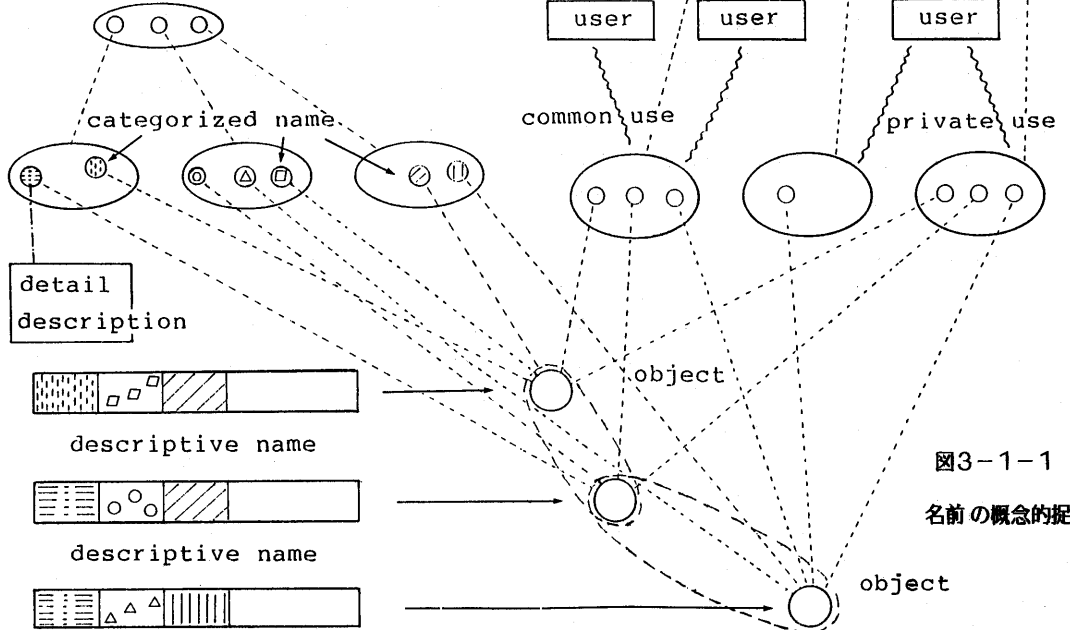 user
user
user
categorized name
common use
private use
detail
description
object
descriptive name
図3-1-1
名前の概念的捉
descriptive name
object